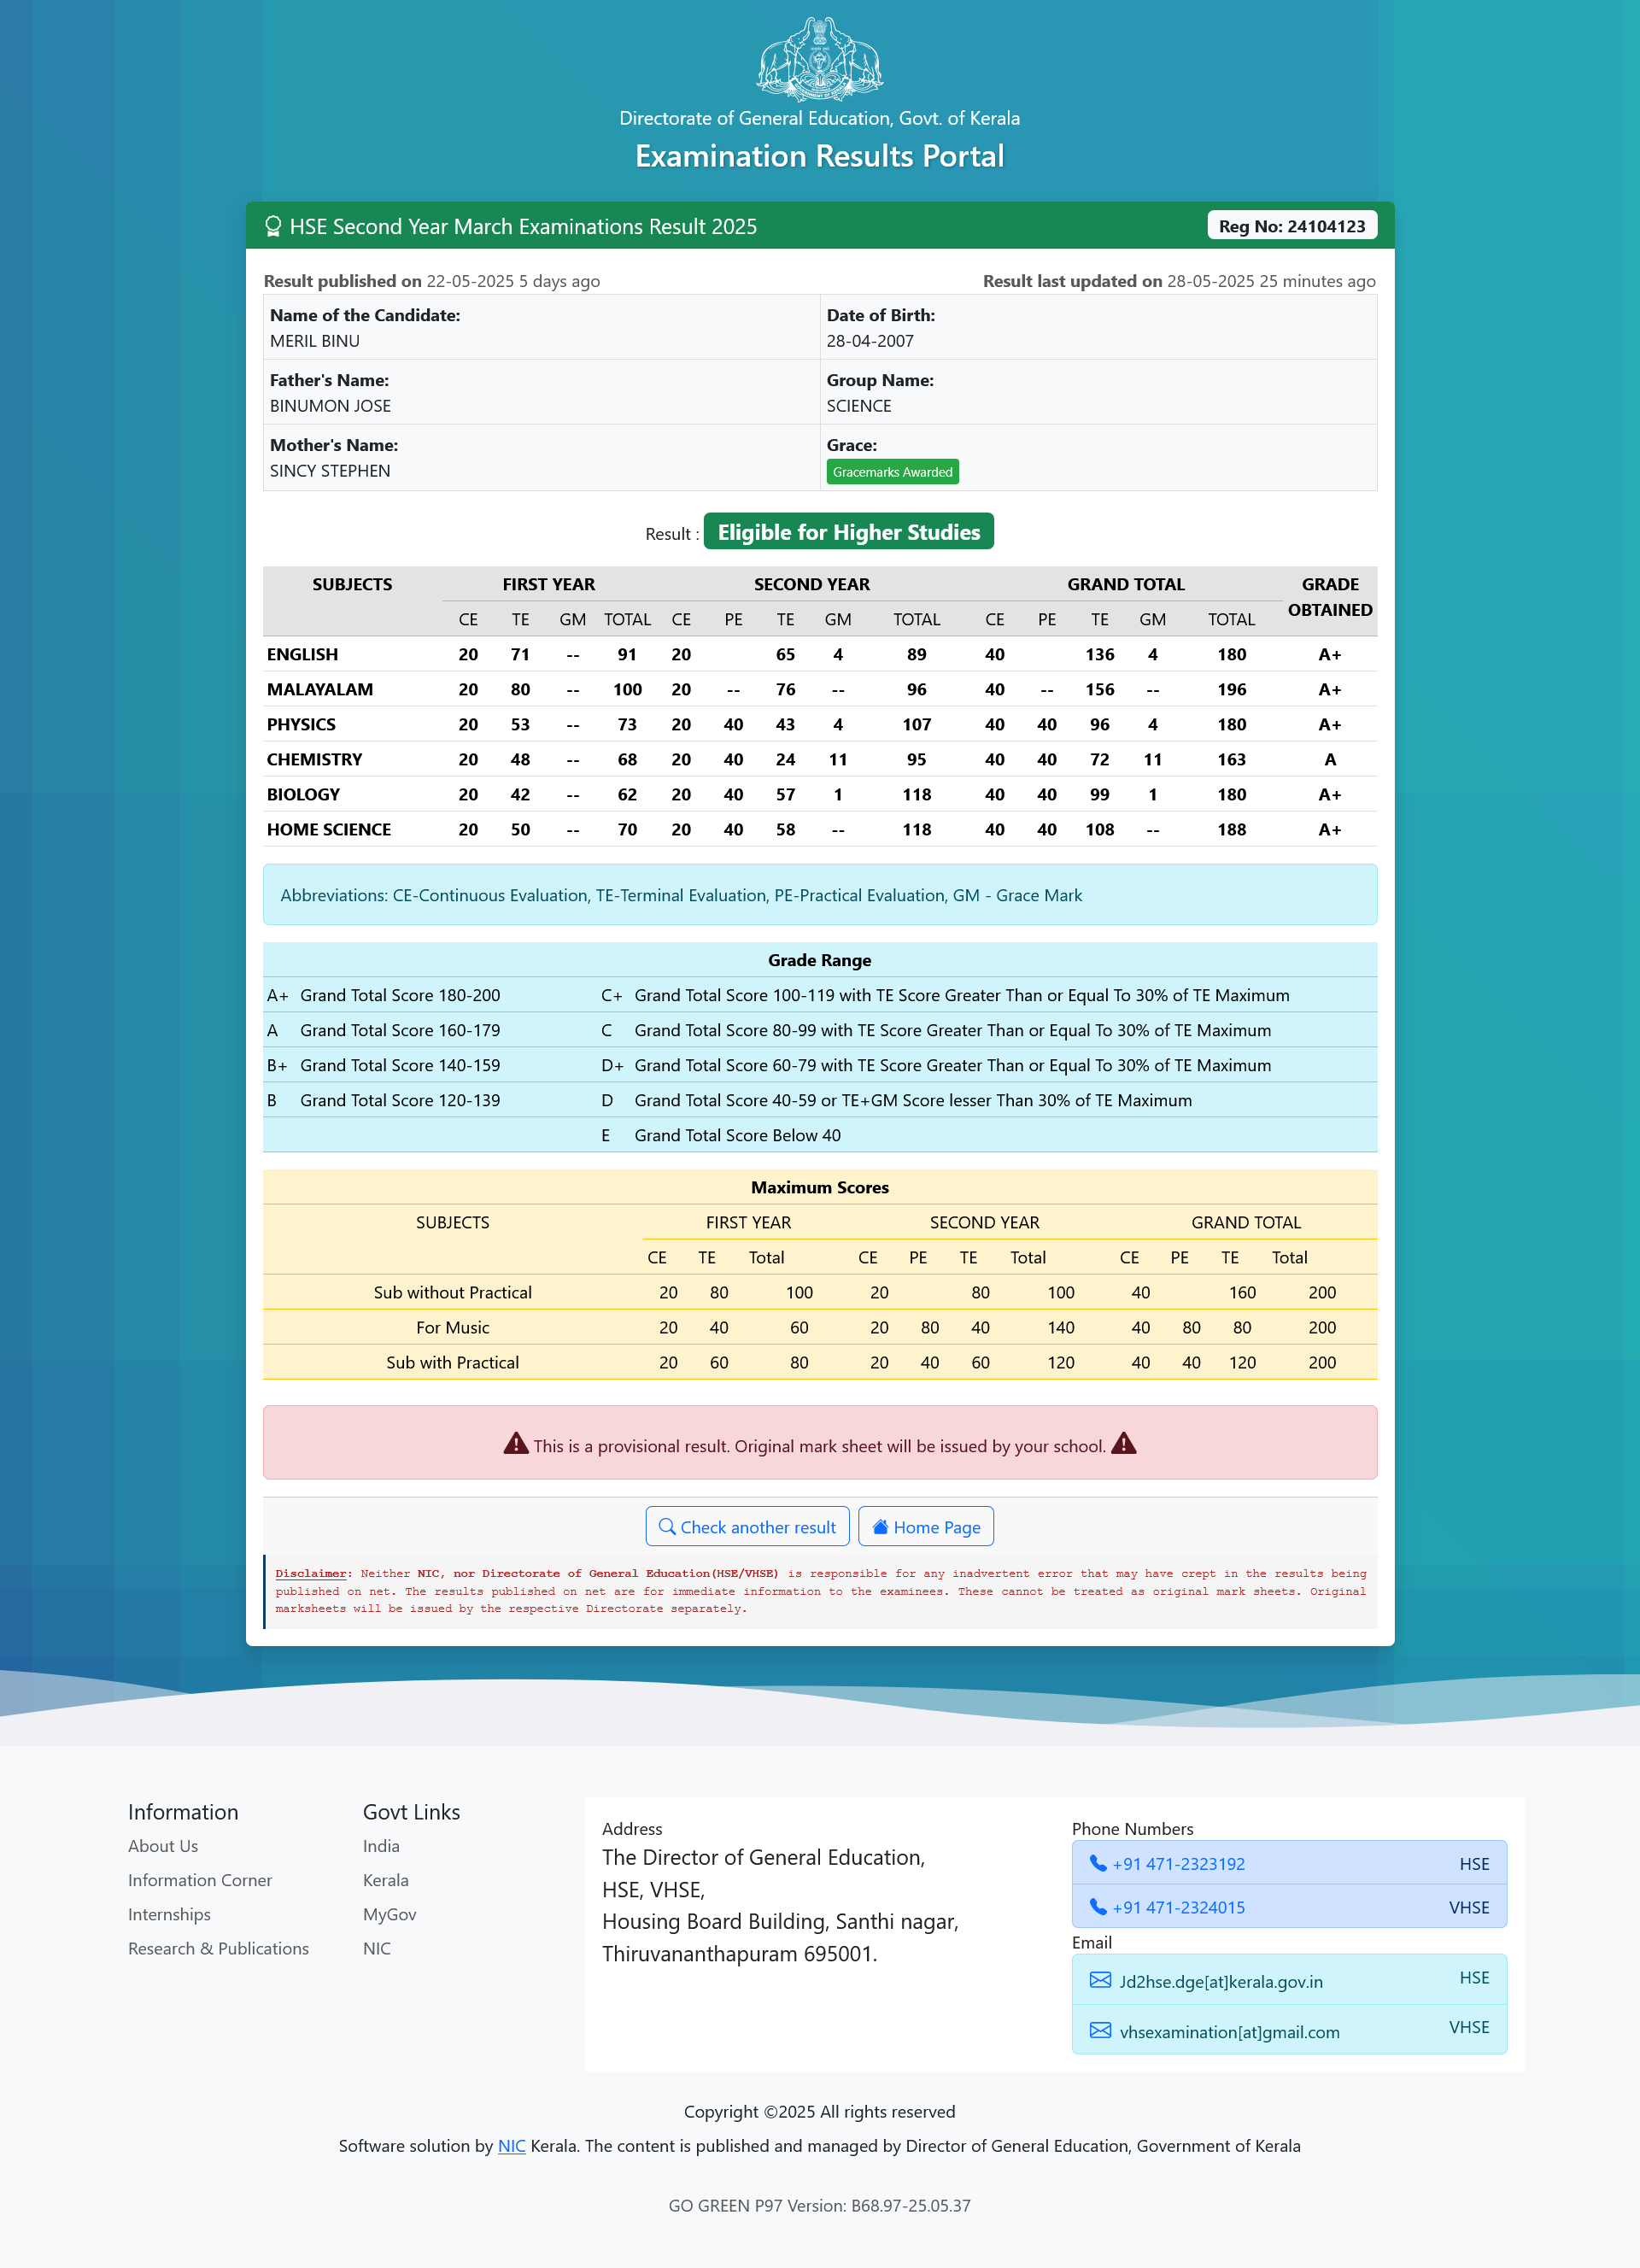 Directorate of General Education, Govt. of Kerala
Examination Results Portal
HSE Second Year March Examinations Result 2025 Reg No: 24104123
Result published on 22-05-2025 5 days ago Result last updated on 28-05-2025 25 minutes ago
Name of the Candidate: Date of Birth:
MERIL BINU 28-04-2007
Father's Name: Group Name:
BINUMON JOSE SCIENCE
Mother's Name: Grace:
SINCY STEPHEN Gracemarks Awarded
Result : Eligible for Higher Studies
SUBJECTS FIRST YEAR SECOND YEAR GRAND TOTAL GRADE OBTAINED
CE TE GM TOTAL CE PE TE GM TOTAL CE PE TE GM TOTAL
ENGLISH 20 71 -- 91 20 65 4 89 40 136 4 180 A+
MALAYALAM 20 80 -- 100 20 -- 76 -- 96 40 -- 156 -- 196 A+
PHYSICS 20 53 -- 73 20 40 43 4 107 40 40 96 4 180 A+
CHEMISTRY 20 48 -- 68 20 40 24 11 95 40 40 72 11 163 A
BIOLOGY 20 42 -- 62 20 40 57 1 118 40 40 99 1 180 A+
HOME SCIENCE 20 50 -- 70 20 40 58 -- 118 40 40 108 -- 188 A+
Abbreviations: CE-Continuous Evaluation, TE-Terminal Evaluation, PE-Practical Evaluation, GM - Grace Mark
Grade Range
A+ Grand Total Score 180-200 C+ Grand Total Score 100-119 with TE Score Greater Than or Equal To 30% of TE Maximum
A Grand Total Score 160-179 C Grand Total Score 80-99 with TE Score Greater Than or Equal To 30% of TE Maximum
B+ Grand Total Score 140-159 D+ Grand Total Score 60-79 with TE Score Greater Than or Equal To 30% of TE Maximum
B Grand Total Score 120-139 D Grand Total Score 40-59 or TE+GM Score lesser Than 30% of TE Maximum
E Grand Total Score Below 40
Maximum Scores
SUBJECTS FIRST YEAR SECOND YEAR GRAND TOTAL
CE TE Total CE PE TE Total CE PE TE Total
Sub without Practical 20 80 100 20 80 100 40 160 200
For Music 20 40 60 20 80 40 140 40 80 80 200
Sub with Practical 20 60 80 20 40 60 120 40 40 120 200
This is a provisional result. Original mark sheet will be issued by your school.
Check another result Home Page
Disclaimer: Neither NIC, nor Directorate of General Education(HSE/VHSE) is responsible for any inadvertent error that may have crept in the results being
published on net. The results published on net are for immediate information to the examinees. These cannot be treated as original mark sheets. Original
marksheets will be issued by the respective Directorate separately.
Information
About Us
Information Corner
Internships
Research & Publications
Govt Links
India
Kerala
MyGov
NIC
Address
The Director of General Education,
HSE, VHSE,
Housing Board Building, Santhi nagar,
Thiruvananthapuram 695001.
Phone Numbers
+91 471-2323192 HSE
+91 471-2324015 VHSE
Email
Jd2hse.dge[at]kerala.gov.in HSE
vhsexamination[at]gmail.com VHSE
Copyright ©2025 All rights reserved
Software solution by NIC Kerala. The content is published and managed by Director of General Education, Government of Kerala
GO GREEN P97 Version: B68.97-25.05.37